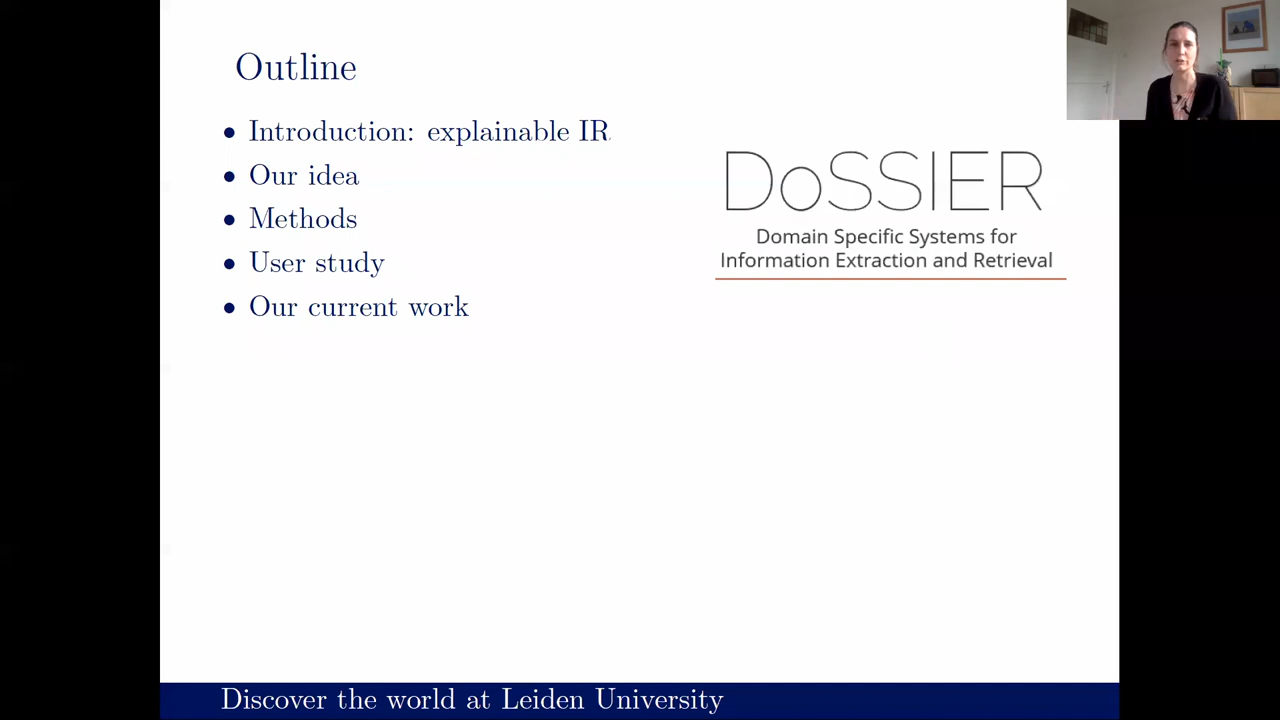 Outline
• Introduction: explainable IR
• Our idea
• Methods
• User study
• Our current work
DoSSIER
Domain Specific Systems for
Information Extraction and Retrieval
Discover the world at Leiden University